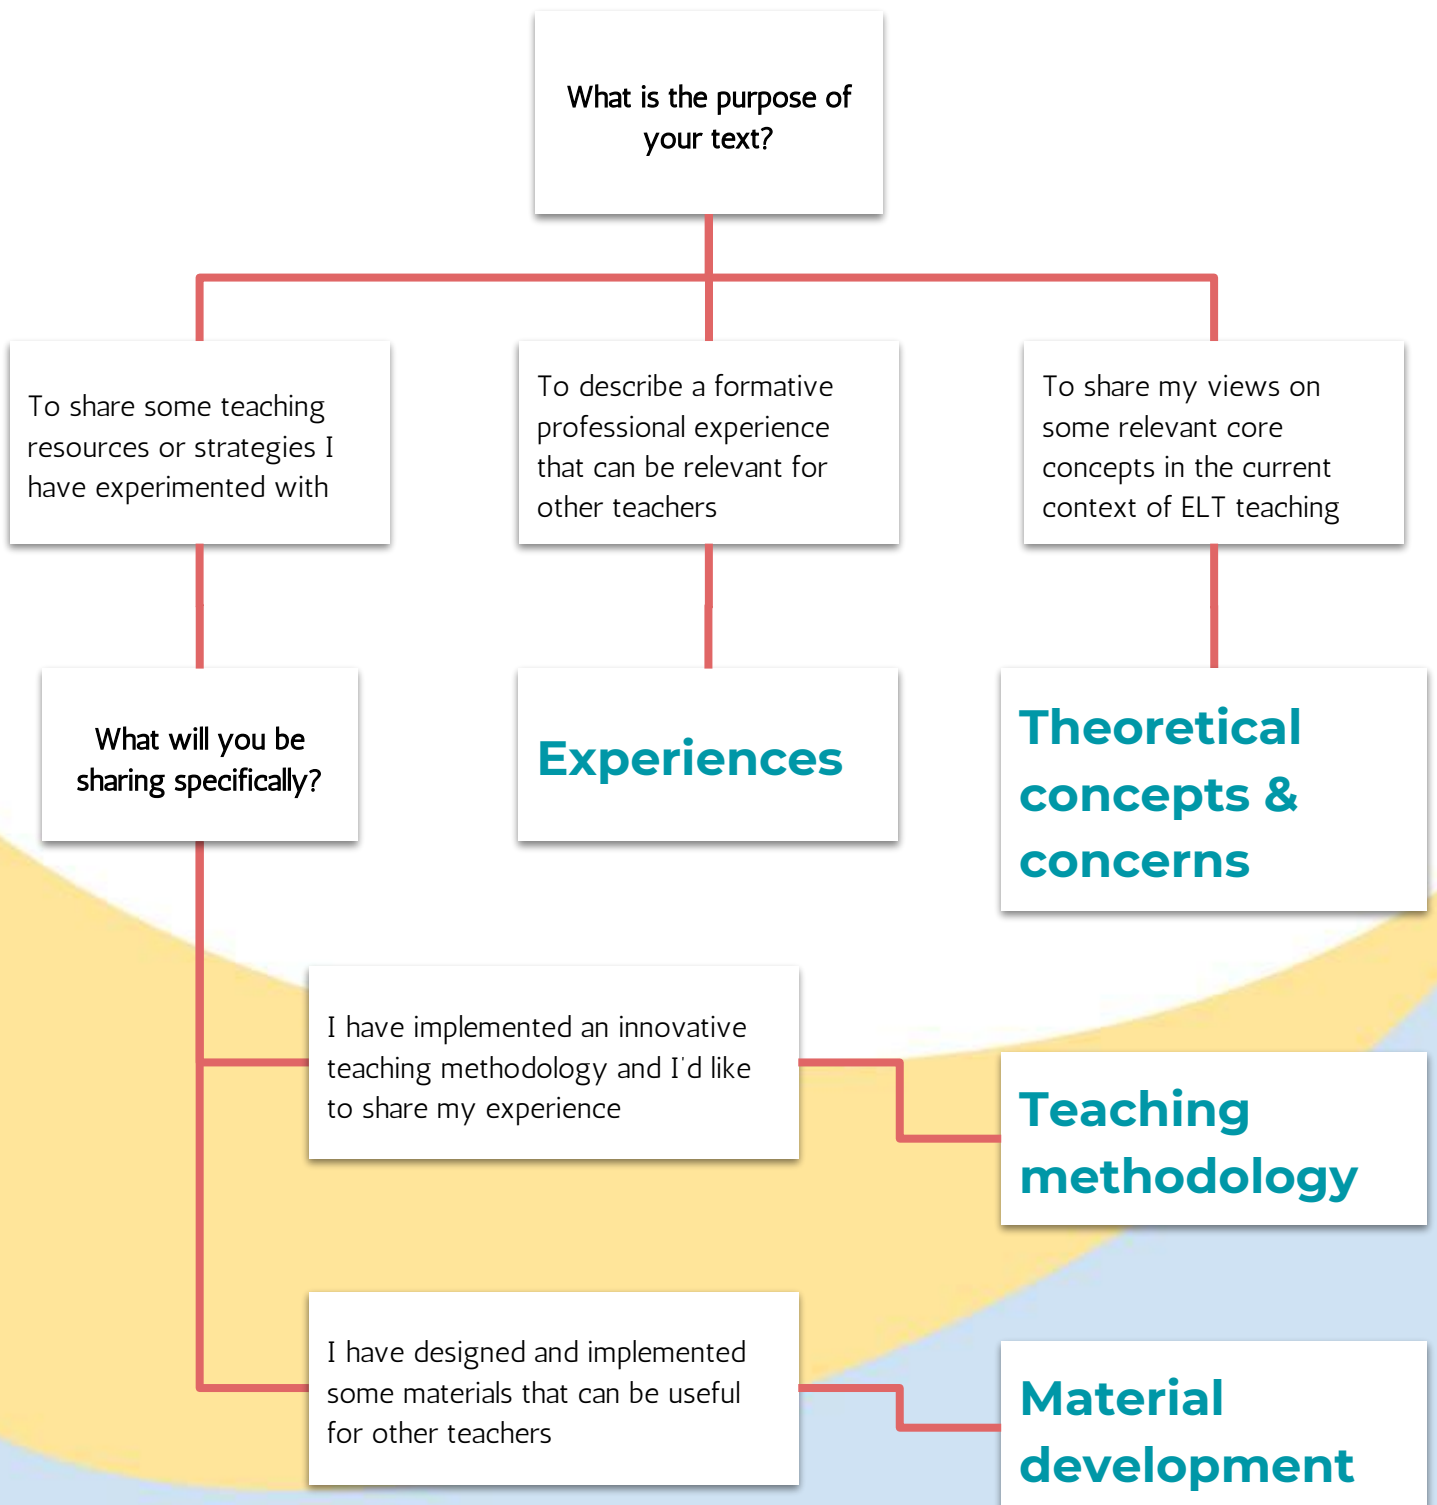 What is the purpose of
your text?
To share some teaching
resources or strategies I
have experimented with
To describe a formative
professional experience
that can be relevant for
other teachers
To share my views on
some relevant core
concepts in the current
context of ELT teaching
What will you be
sharing specifically?
Experiences
Theoretical
concepts &
concerns
I have implemented an innovative
teaching methodology and I'd like
to share my experience
Teaching
methodology
I have designed and implemented
some materials that can be useful
for other teachers
Material
development